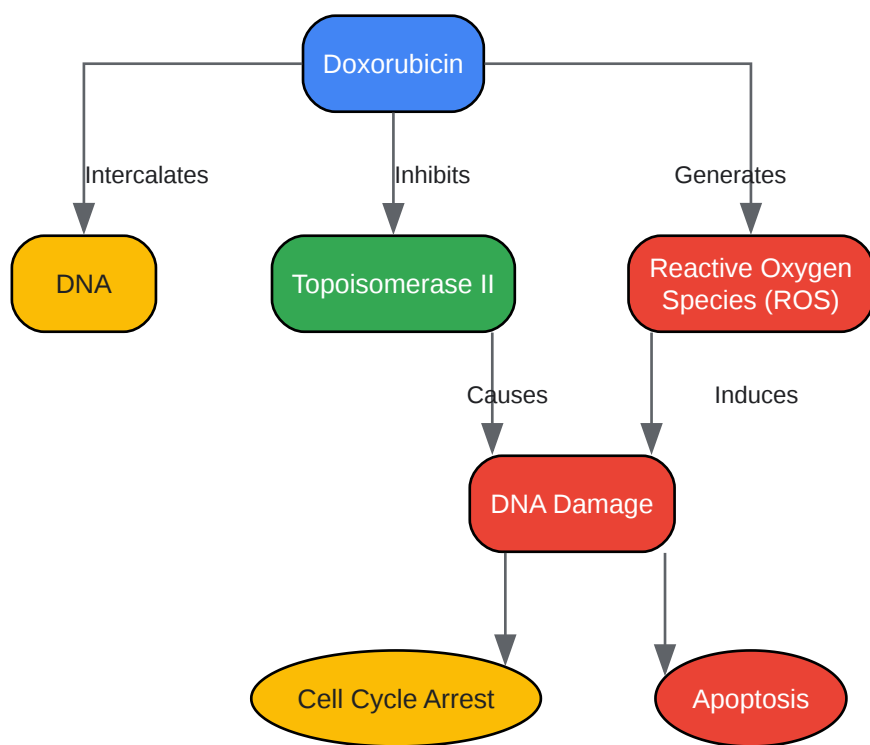 Doxorubicin
Intercalates
Inhibits
Generates
DNA
Topoisomerase II
Reactive Oxygen
Species (ROS)
Causes
Induces
DNA Damage
Cell Cycle Arrest
Apoptosis